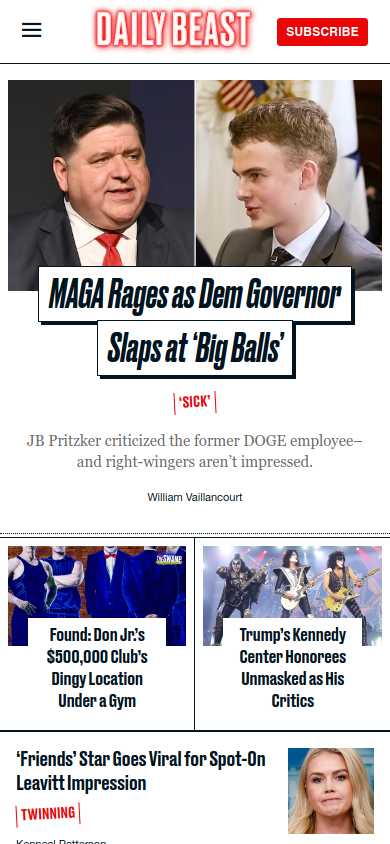 DAILY BEAST
SUBSCRIBE
MAGA Rages as Dem Governor
Slaps at ‘Big Balls’
‘SICK’
JB Pritzker criticized the former DOGE employee—
and right-wingers aren’t impressed.
William Vaillancourt
THE SWAMP
Found: Don Jr.’s
$500,000 Club’s
Dingy Location
Under a Gym
Trump’s Kennedy
Center Honorees
Unmasked as His
Critics
‘Friends’ Star Goes Viral for Spot-On
Leavitt Impression
TWINNING